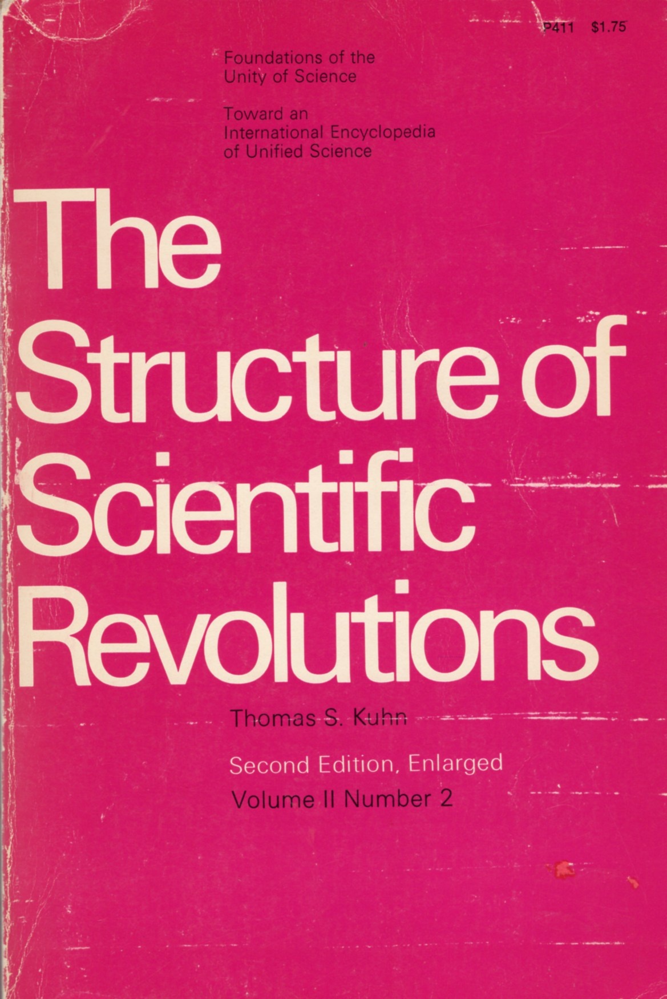 P411 $1.75
Foundations of the
Unity of Science
Toward an
International Encyclopedia
of Unified Science
The
Structure of
Scientific
Revolutions
Thomas S. Kuhn
Second Edition, Enlarged
Volume II Number 2